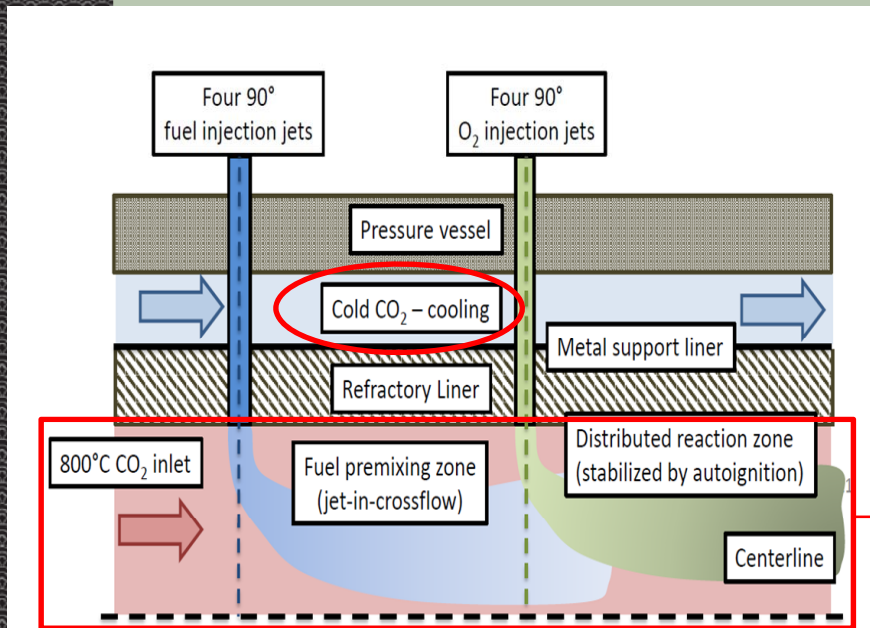 Four 90°
fuel injection jets
Four 90°
O₂ injection jets
Pressure vessel
Cold CO₂ – cooling
Metal support liner
Refractory Liner
800°C CO₂ inlet
Fuel premixing zone
(jet-in-crossflow)
Distributed reaction zone
(stabilized by autoignition)
1
Centerline